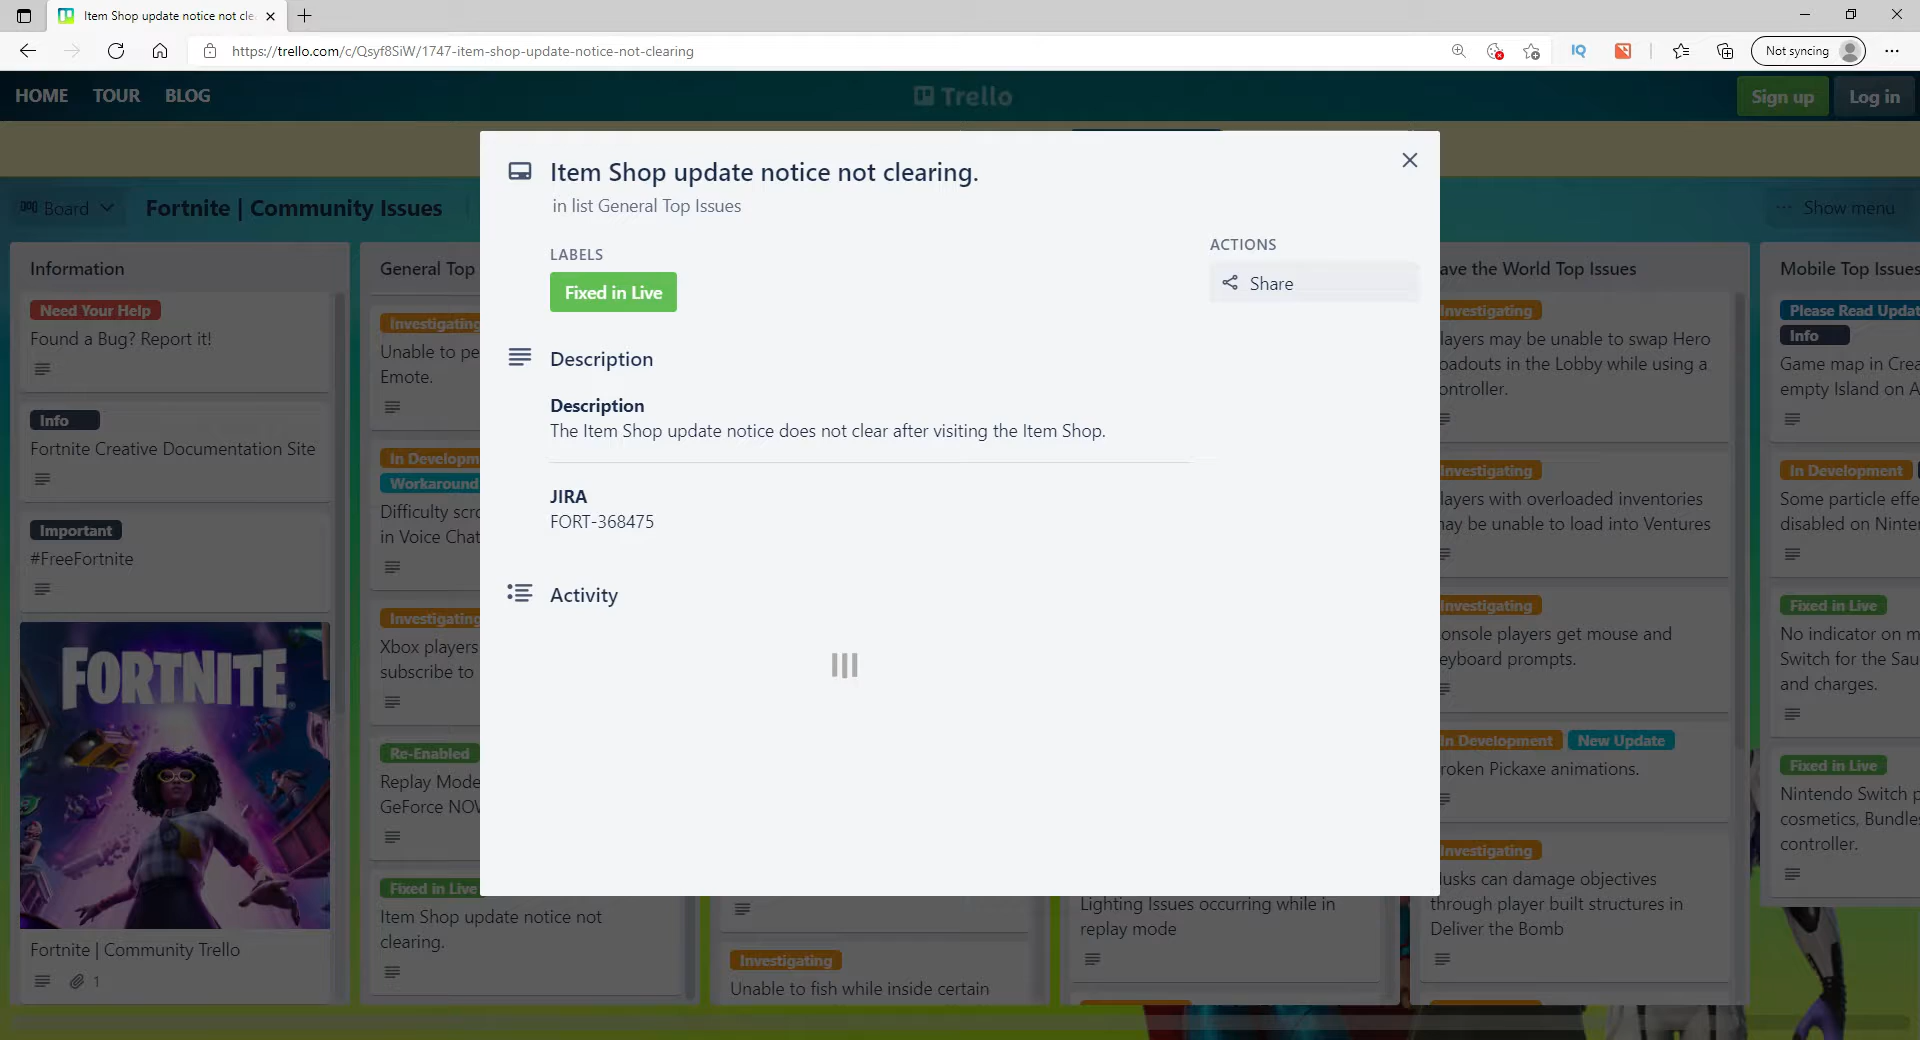 Item Shop update notice not cle
https://trello.com/c/Qsyf8SiW/1747-item-shop-update-notice-not-clearing
IQ
Not syncing
HOME
TOUR
BLOG
Trello
Sign up
Log in
Board
Fortnite | Community Issues
Show menu
Item Shop update notice not clearing.
in list General Top Issues
LABELS
Fixed in Live
ACTIONS
Share
Description
Description
The Item Shop update notice does not clear after visiting the Item Shop.
JIRA
FORT-368475
Activity
Information
Need Your Help
Found a Bug? Report it!
Info
Fortnite Creative Documentation Site
Important
#FreeFortnite
FORTNITE
Fortnite | Community Trello
1
General Top
Investigating
Unable to pe
Emote.
In Developm
Workaround
Difficulty scro
in Voice Chat
Investigating
Xbox players
subscribe to
Re-Enabled
Replay Mode
GeForce NOW
Fixed in Live
Item Shop update notice not
clearing.
Investigating
Unable to fish while inside certain
Lighting Issues occurring while in
replay mode
ave the World Top Issues
Investigating
layers may be unable to swap Hero
oadouts in the Lobby while using a
ontroller.
Investigating
layers with overloaded inventories
may be unable to load into Ventures
Investigating
onsole players get mouse and
eyboard prompts.
In Development
New Update
roken Pickaxe animations.
Investigating
Husks can damage objectives
through player built structures in
Deliver the Bomb
Mobile Top Issues
Please Read Updat
Info
Game map in Crea
empty Island on A
In Development
Some particle effe
disabled on Ninten
Fixed in Live
No indicator on m
Switch for the Sau
and charges.
Fixed in Live
Nintendo Switch p
cosmetics, Bundles
controller.